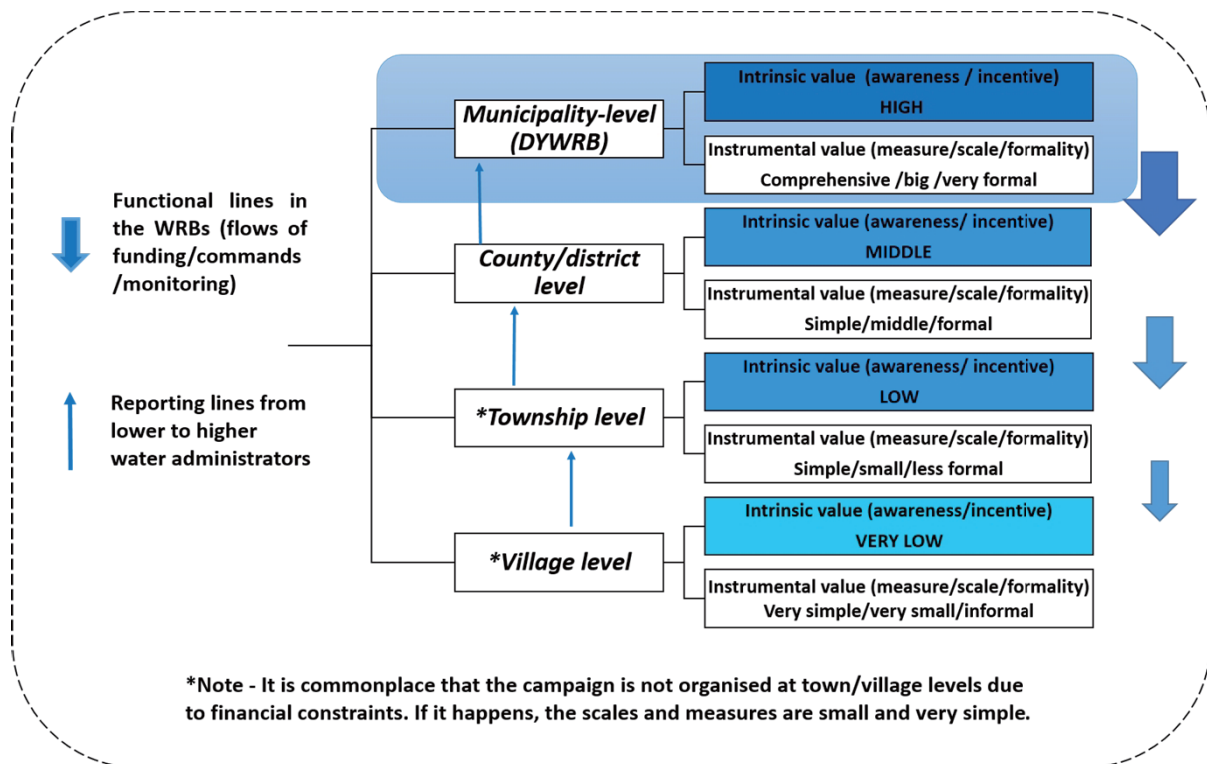 Functional lines in
the WRBs (flows of
funding/commands
/monitoring)
Reporting lines from
lower to higher
water administrators
Municipality-level
(DYWRB)
Intrinsic value (awareness / incentive)
HIGH
Instrumental value (measure/scale/formality)
Comprehensive /big /very formal
County/district
level
Intrinsic value (awareness/ incentive)
MIDDLE
Instrumental value (measure/scale/formality)
Simple/middle/formal
*Township level
Intrinsic value (awareness/ incentive)
LOW
Instrumental value (measure/scale/formality)
Simple/small/less formal
*Village level
Intrinsic value (awareness/incentive)
VERY LOW
Instrumental value (measure/scale/formality)
Very simple/very small/informal
*Note - It is commonplace that the campaign is not organised at town/village levels due
to financial constraints. If it happens, the scales and measures are small and very simple.